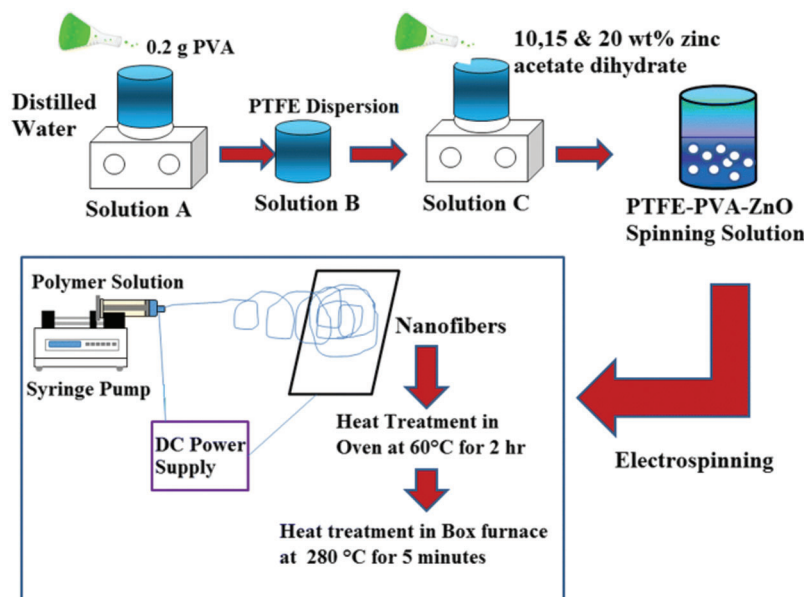 0.2 g PVA
Distilled
Water
Solution A
PTFE Dispersion
Solution B
10,15 & 20 wt% zinc
acetate dihydrate
Solution C
PTFE-PVA-ZnO
Spinning Solution
Electrospinning
Polymer Solution
Syringe Pump
DC Power
Supply
Nanofibers
Heat Treatment in
Oven at 60°C for 2 hr
Heat treatment in Box furnace
at 280 °C for 5 minutes